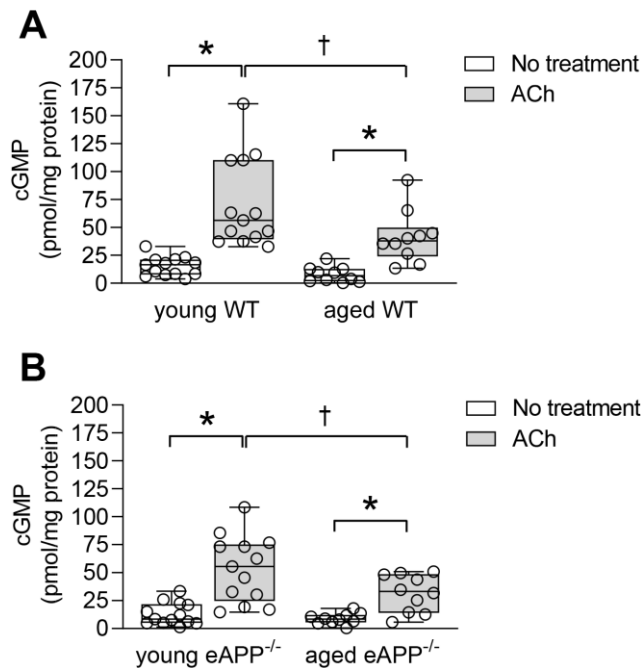 A
* †
No treatment
ACh
*
cGMP
(pmol/mg protein)
200
175
150
125
100
75
50
25
0
young WT aged WT
B
* †
No treatment
ACh
*
cGMP
(pmol/mg protein)
200
175
150
125
100
75
50
25
0
young eAPP-/- aged eAPP-/-